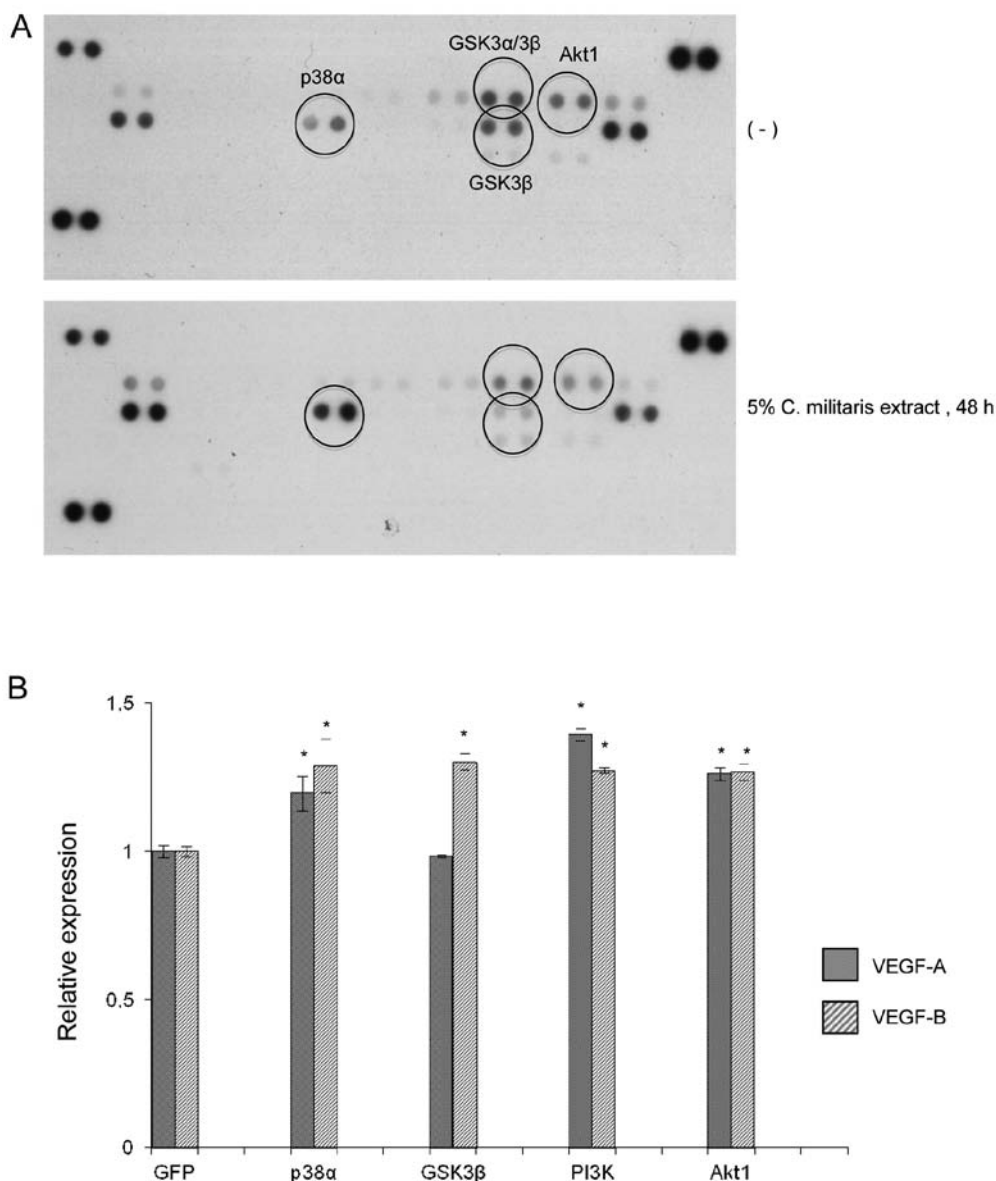 A
GSK3α/3β
Akt1
p38α
( - )
GSK3β
5% C. militaris extract , 48 h
B
1.5
* * * * * * *
1
Relative expression
0.5
VEGF-A
VEGF-B
0
GFP p38α GSK3β PI3K Akt1